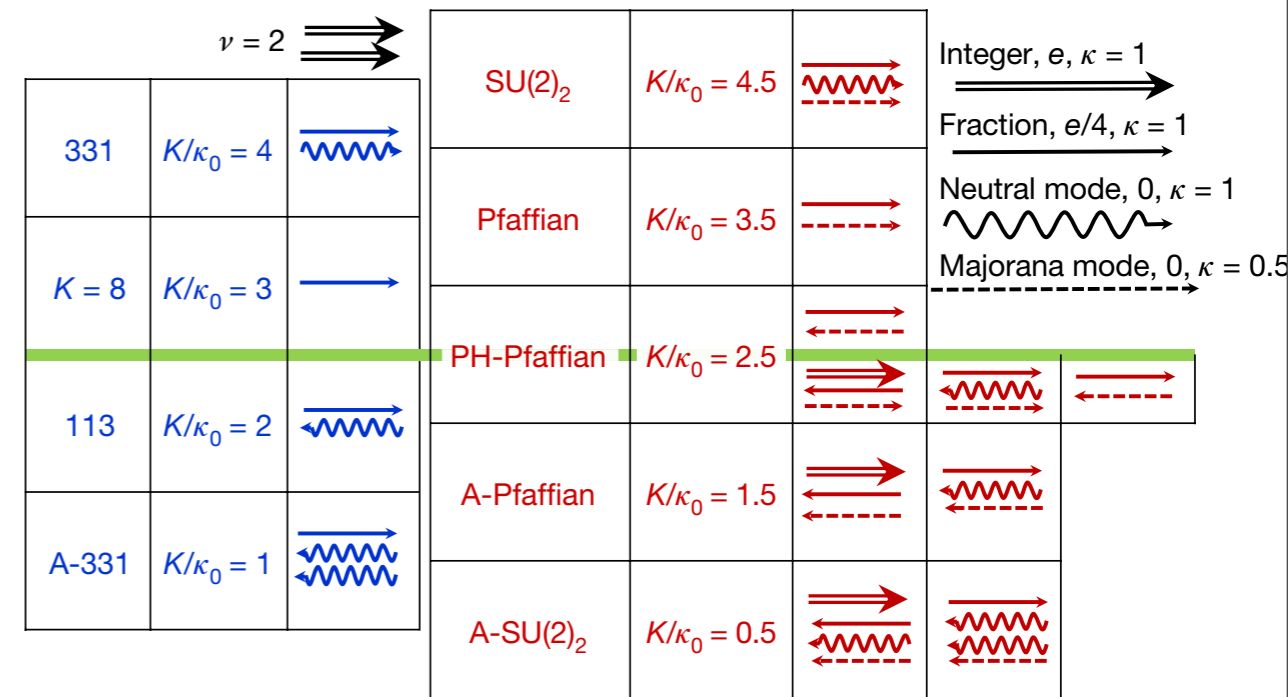 ν = 2
331 K/κ₀ = 4
K = 8 K/κ₀ = 3
113 K/κ₀ = 2
A-331 K/κ₀ = 1
SU(2)₂ K/κ₀ = 4.5
Pfaffian K/κ₀ = 3.5
PH-Pfaffian K/κ₀ = 2.5
A-Pfaffian K/κ₀ = 1.5
A-SU(2)₂ K/κ₀ = 0.5
Integer, e, κ = 1
Fraction, e/4, κ = 1
Neutral mode, 0, κ = 1
Majorana mode, 0, κ = 0.5